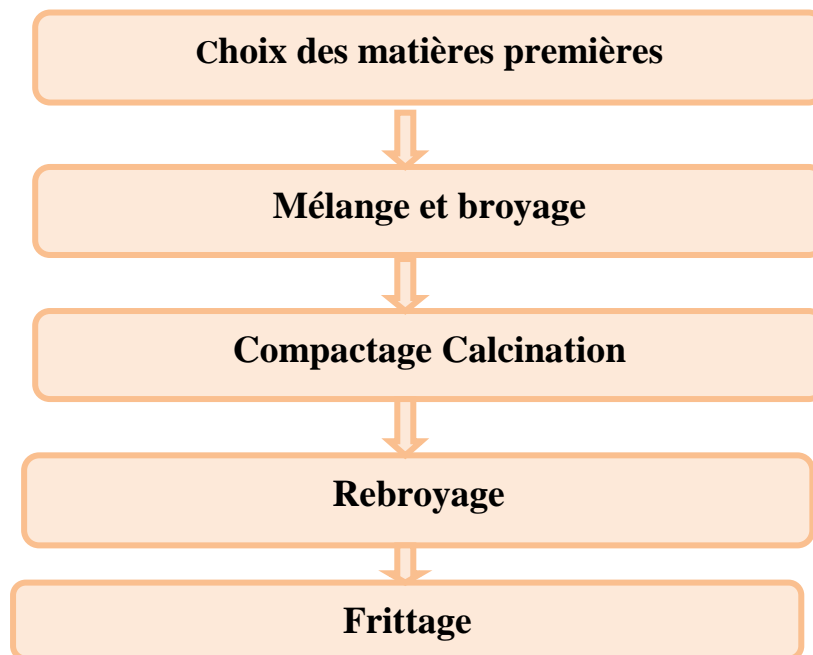 Choix des matières premières
Mélange et broyage
Compactage Calcination
Rebroyage
Frittage